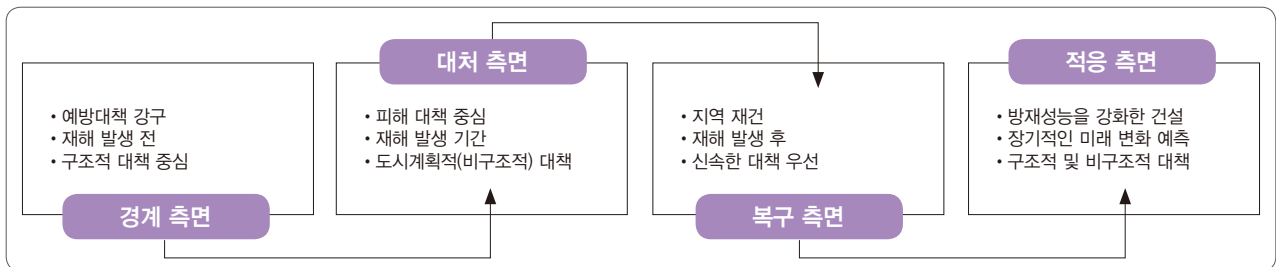 • 예방대책 강구
• 재해 발생 전
• 구조적 대책 중심
경계 측면
대처 측면
• 피해 대책 중심
• 재해 발생 기간
• 도시계획적(비구조적) 대책
• 지역 재건
• 재해 발생 후
• 신속한 대책 우선
복구 측면
적응 측면
• 방재성능을 강화한 건설
• 장기적인 미래 변화 예측
• 구조적 및 비구조적 대책